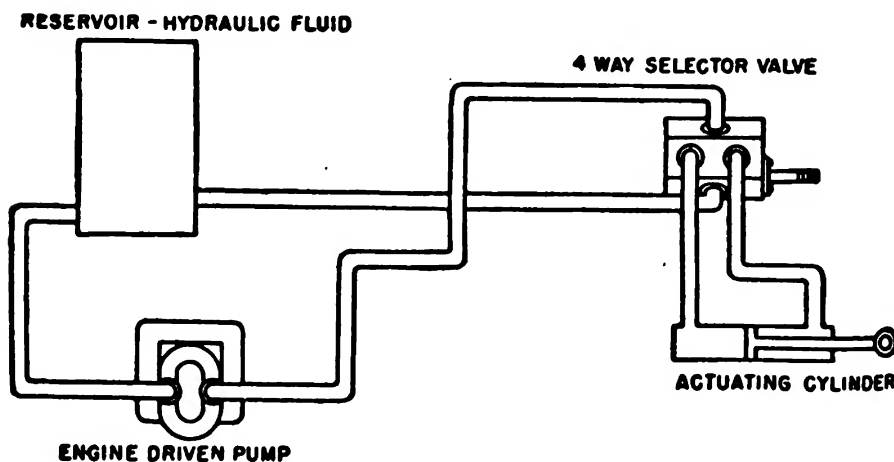 RESERVOIR - HYDRAULIC FLUID
4 WAY SELECTOR VALVE
ACTUATING CYLINDER
ENGINE DRIVEN PUMP